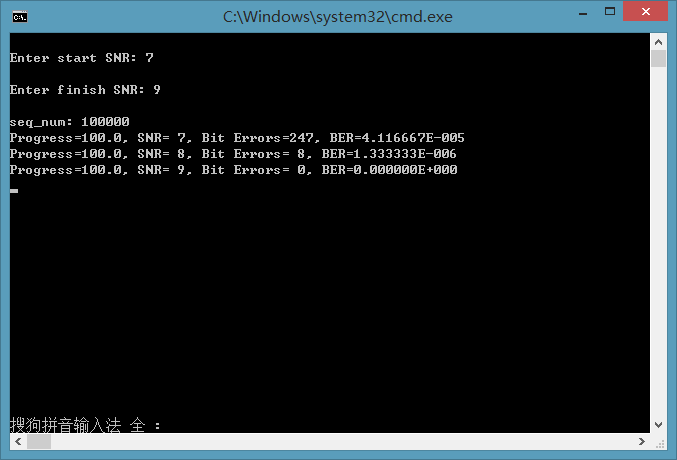 C:\Windows\system32\cmd.exe
Enter start SNR: 7
Enter finish SNR: 9
seq_num: 100000
Progress=100.0, SNR= 7, Bit Errors=247, BER=4.116667E-005
Progress=100.0, SNR= 8, Bit Errors= 8, BER=1.333333E-006
Progress=100.0, SNR= 9, Bit Errors= 0, BER=0.000000E+000
搜狗拼音输入法 全 :